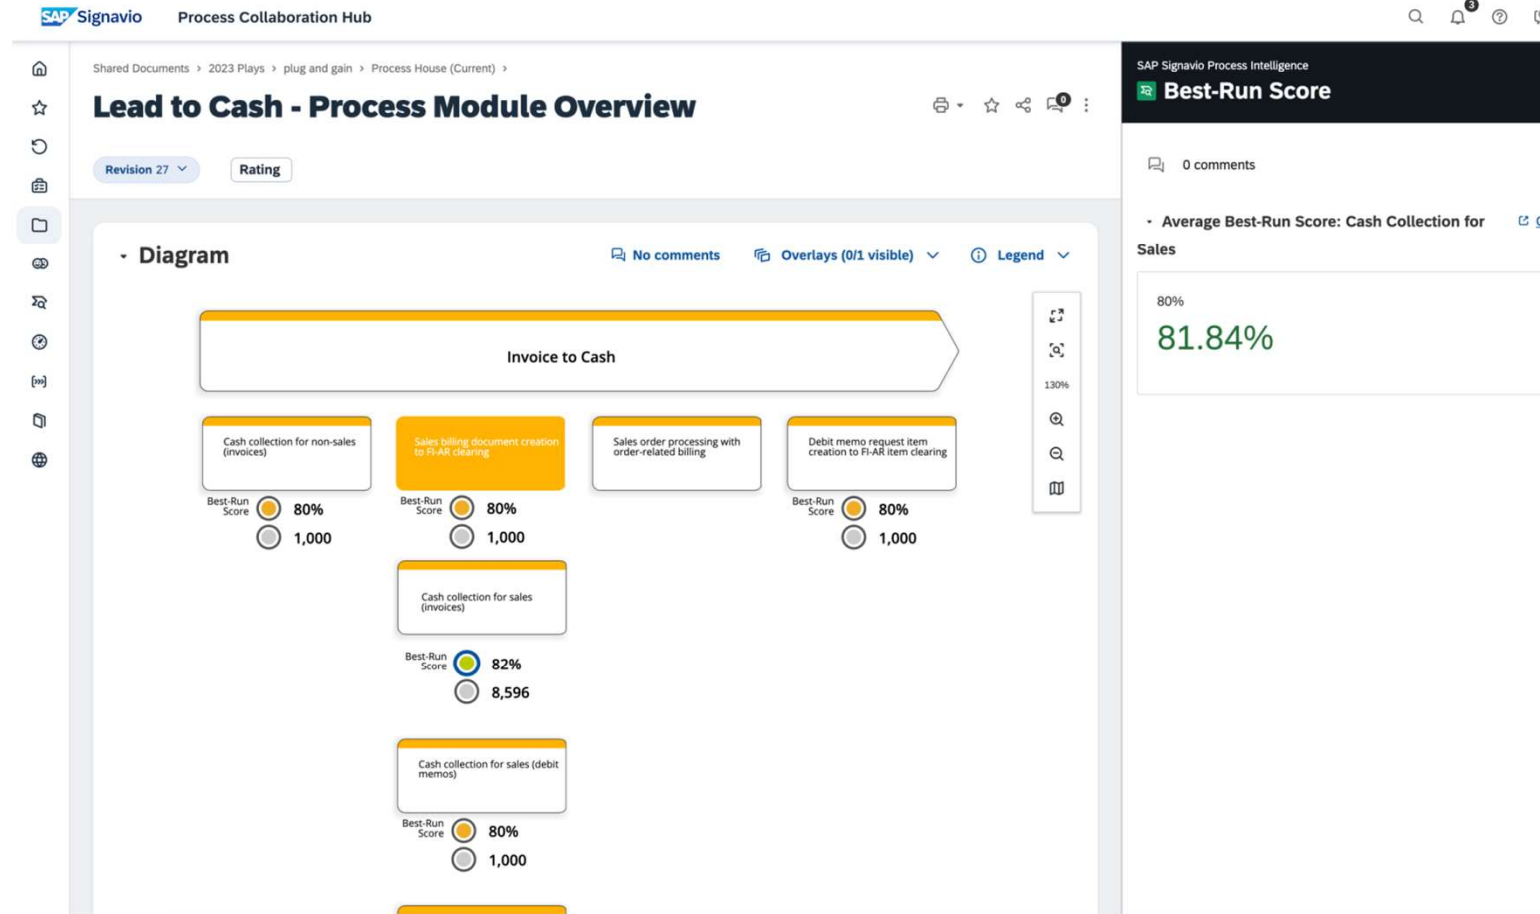 SAP Signavio
Process Collaboration Hub
3
Shared Documents > 2023 Plays > plug and gain > Process House (Current) >
Lead to Cash - Process Module Overview
0
Revision 27
Rating
Diagram
No comments
Overlays (0/1 visible)
Legend
Invoice to Cash
130%
Cash collection for non-sales
(invoices)
Best-Run
Score
80%
1,000
Sales billing document creation
to FI-AR clearing
Best-Run
Score
80%
1,000
Sales order processing with
order-related billing
Debit memo request item
creation to FI-AR item clearing
Best-Run
Score
80%
1,000
Cash collection for sales
(invoices)
Best-Run
Score
82%
8,596
Cash collection for sales (debit
memos)
Best-Run
Score
80%
1,000
SAP Signavio Process Intelligence
Best-Run Score
0 comments
Average Best-Run Score: Cash Collection for
Sales
80%
81.84%